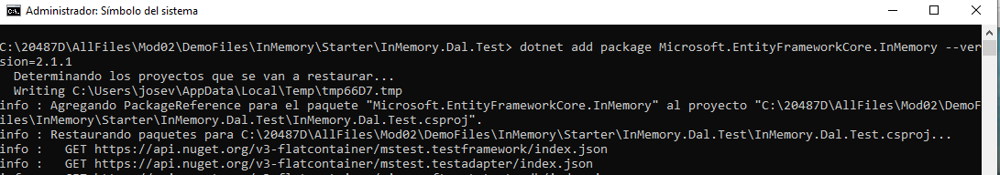 Administrador: Símbolo del sistema
C:\20487D\AllFiles\Mod02\DemoFiles\InMemory\Starter\InMemory.Dal.Test> dotnet add package Microsoft.EntityFrameworkCore.InMemory --ver
sion=2.1.1
  Determinando los proyectos que se van a restaurar...
  Writing C:\Users\josev\AppData\Local\Temp\tmp66D7.tmp
info : Agregando PackageReference para el paquete "Microsoft.EntityFrameworkCore.InMemory" al proyecto "C:\20487D\AllFiles\Mod02\DemoF
iles\InMemory\Starter\InMemory.Dal.Test\InMemory.Dal.Test.csproj".
info : Restaurando paquetes para C:\20487D\AllFiles\Mod02\DemoFiles\InMemory\Starter\InMemory.Dal.Test\InMemory.Dal.Test.csproj...
info :   GET https://api.nuget.org/v3-flatcontainer/mstest.testframework/index.json
info :   GET https://api.nuget.org/v3-flatcontainer/mstest.testadapter/index.json